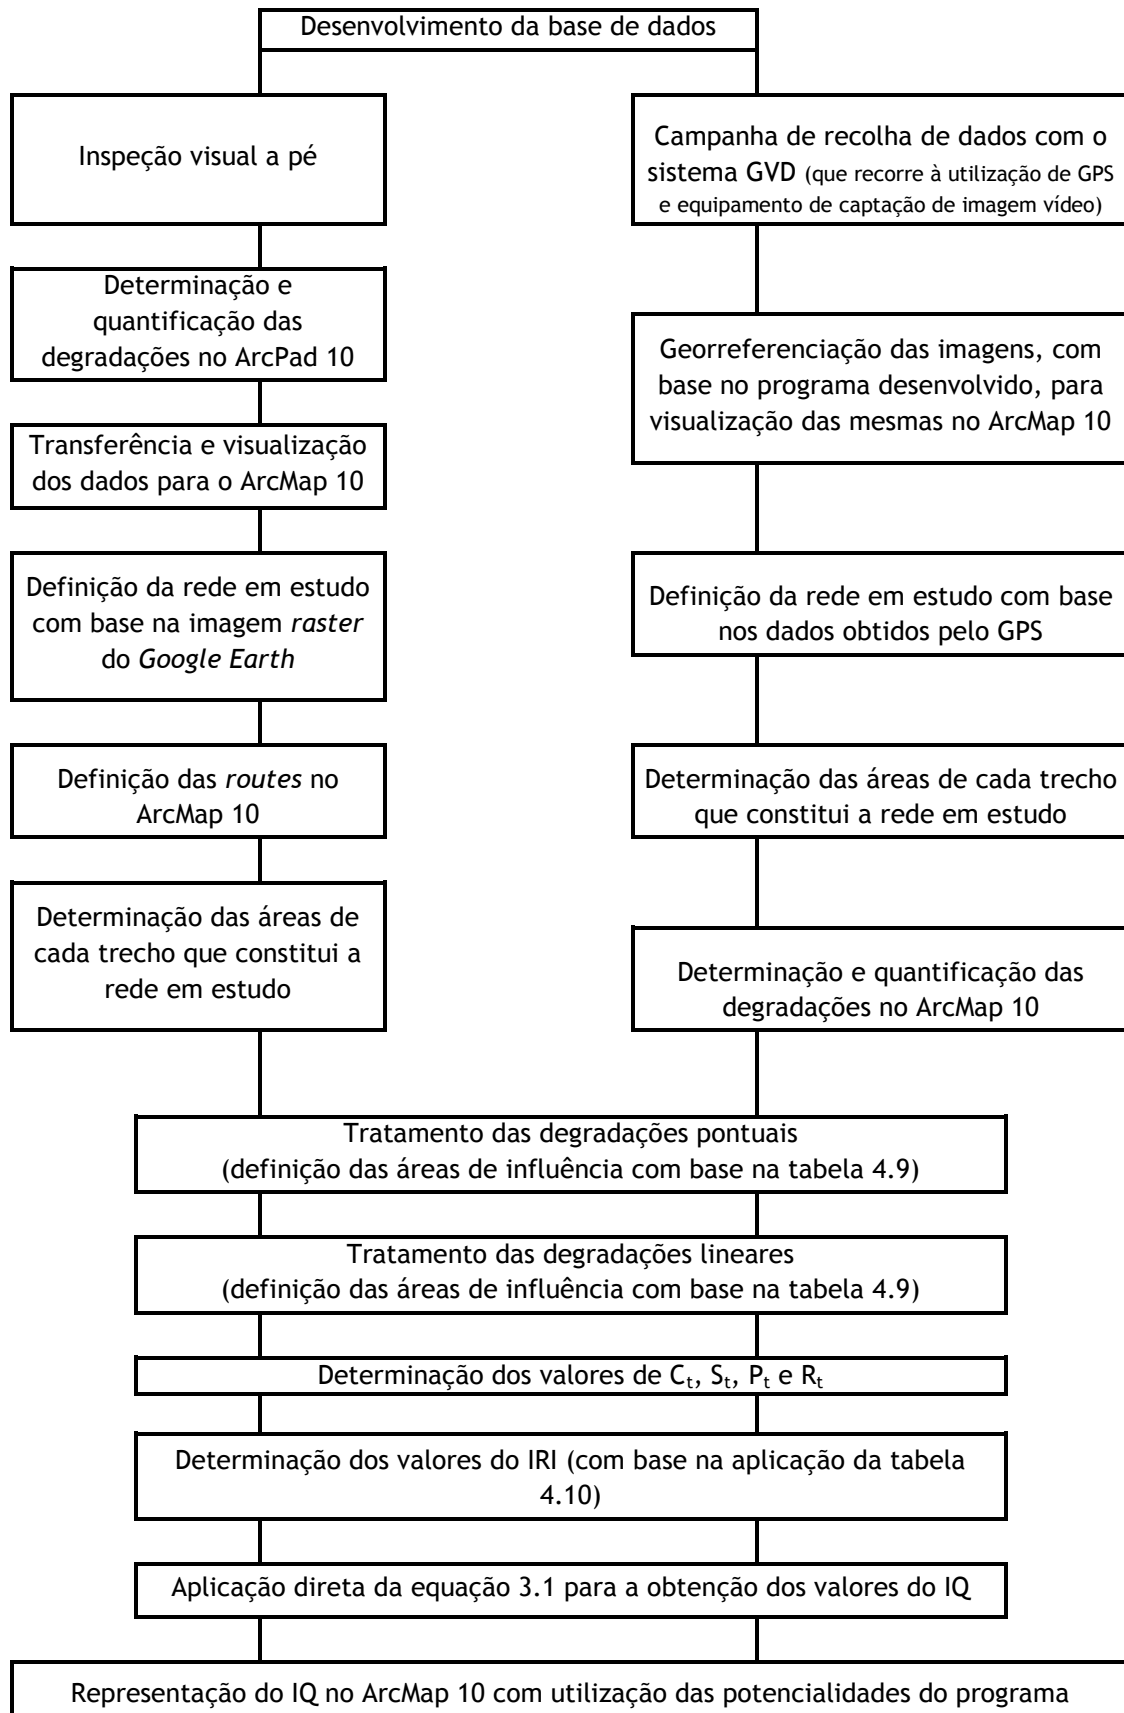 Desenvolvimento da base de dados
Inspeção visual a pé
Campanha de recolha de dados com o
sistema GVD (que recorre à utilização de GPS
e equipamento de captação de imagem vídeo)
Determinação e
quantificação das
degradações no ArcPad 10
Georreferenciação das imagens, com
base no programa desenvolvido, para
visualização das mesmas no ArcMap 10
Transferência e visualização
dos dados para o ArcMap 10
Definição da rede em estudo
com base na imagem raster
do Google Earth
Definição da rede em estudo com base
nos dados obtidos pelo GPS
Definição das routes no
ArcMap 10
Determinação das áreas de cada trecho
que constitui a rede em estudo
Determinação das áreas de
cada trecho que constitui a
rede em estudo
Determinação e quantificação das
degradações no ArcMap 10
Tratamento das degradações pontuais
(definição das áreas de influência com base na tabela 4.9)
Tratamento das degradações lineares
(definição das áreas de influência com base na tabela 4.9)
Determinação dos valores de Ct, St, Pt e Rt
Determinação dos valores do IRI (com base na aplicação da tabela
4.10)
Aplicação direta da equação 3.1 para a obtenção dos valores do IQ
Representação do IQ no ArcMap 10 com utilização das potencialidades do programa